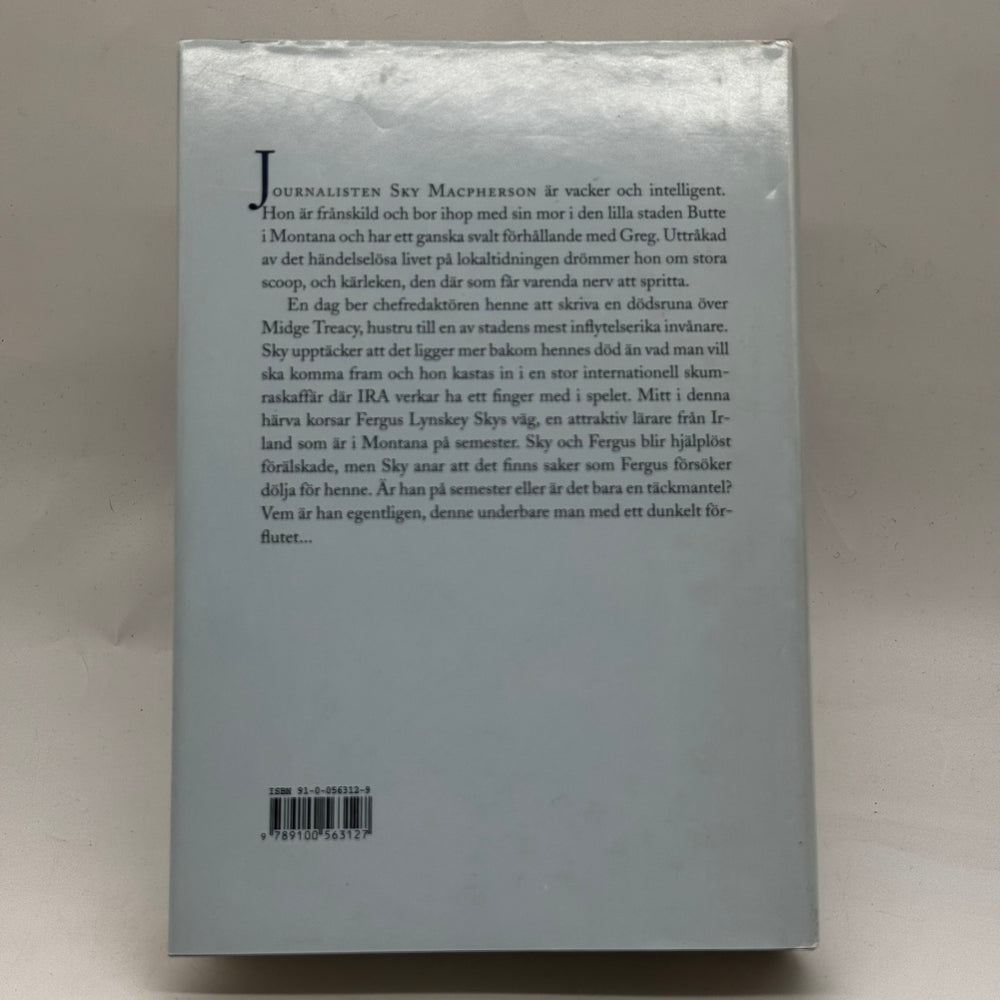 JOURNALISTEN SKY MACPHERSON är vacker och intelligent.
Hon är frånskild och bor ihop med sin mor i den lilla staden Butte
i Montana och har ett ganska svalt förhållande med Greg. Uttråkad
av det händelselösa livet på lokaltidningen drömmer hon om stora
scoop, och kärleken, den där som får varenda nerv att spritta.
En dag ber chefredaktören henne att skriva en dödsruna över
Midge Treacy, hustru till en av stadens mest inflytelserika invånare.
Sky upptäcker att det ligger mer bakom hennes död än vad man vill
ska komma fram och hon kastas in i en stor internationell skum-
raskaffär där IRA verkar ha ett finger med i spelet. Mitt i denna
härva korsar Fergus Lynskey Skys väg, en attraktiv lärare från Ir-
land som är i Montana på semester. Sky och Fergus blir hjälplöst
förälskade, men Sky anar att det finns saker som Fergus försöker
dölja för henne. Är han på semester eller är det bara en täckmantel?
Vem är han egentligen, denne underbare man med ett dunkelt för-
flutet...
ISBN 91-0-056312-9
9 789100 563127